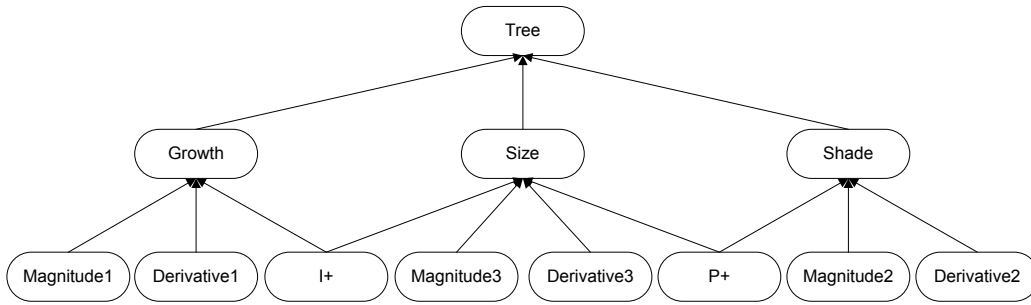 Tree
Growth
Size
Shade
Magnitude1
Derivative1
I+
Magnitude3
Derivative3
P+
Magnitude2
Derivative2